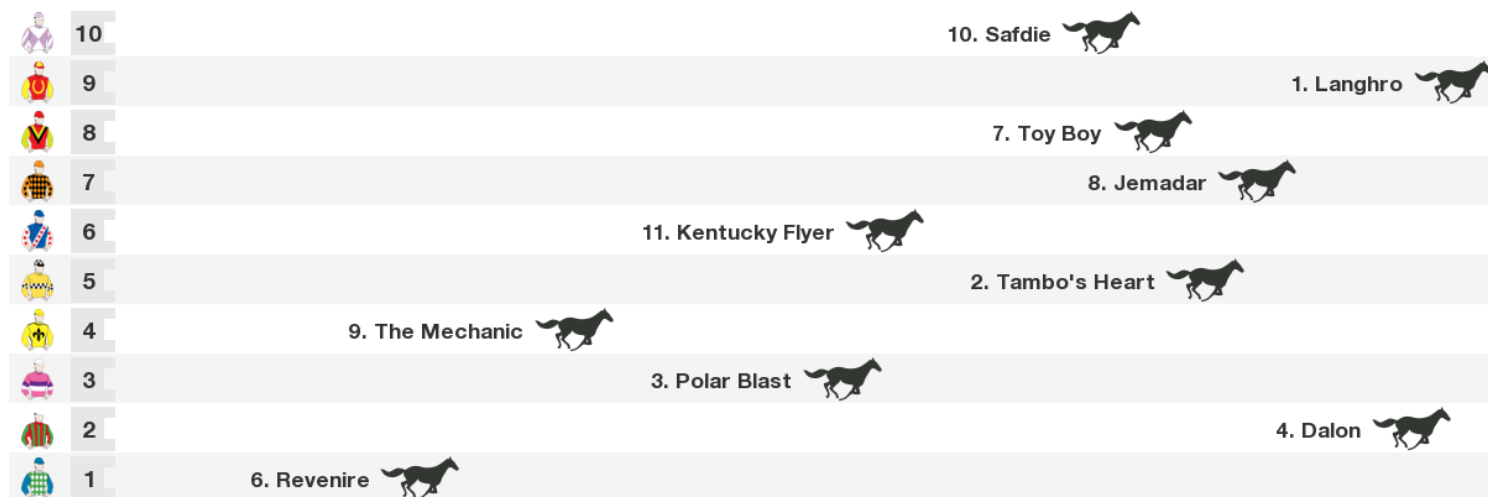 10 10. Safdie
9 1. Langhro
8 7. Toy Boy
7 8. Jemadar
6 11. Kentucky Flyer
5 2. Tambo's Heart
4 9. The Mechanic
3 3. Polar Blast
2 4. Dalon
1 6. Revenire